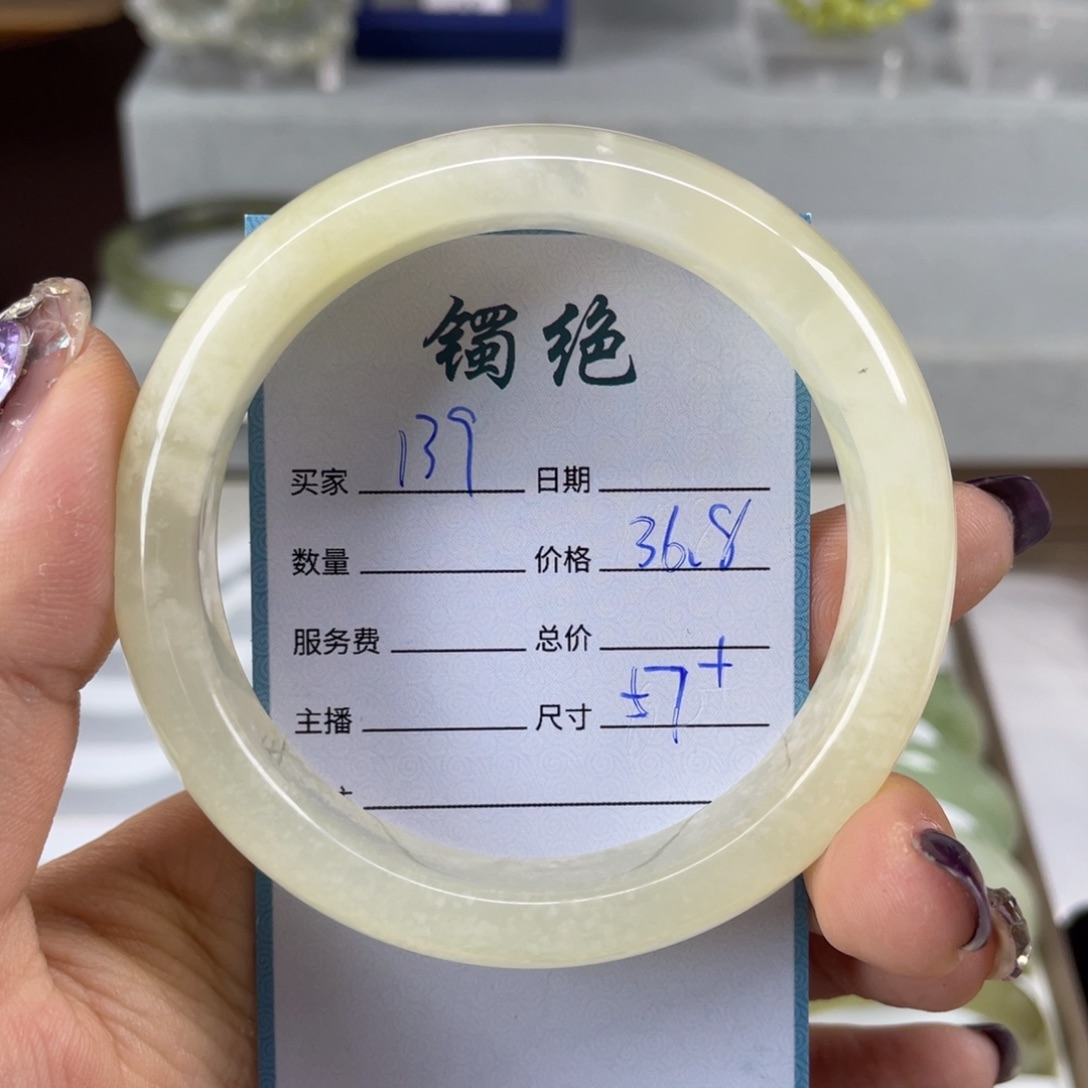 镯绝
买家 139 日期
数量 价格 36.8
服务费 总价
主播 尺寸 57+